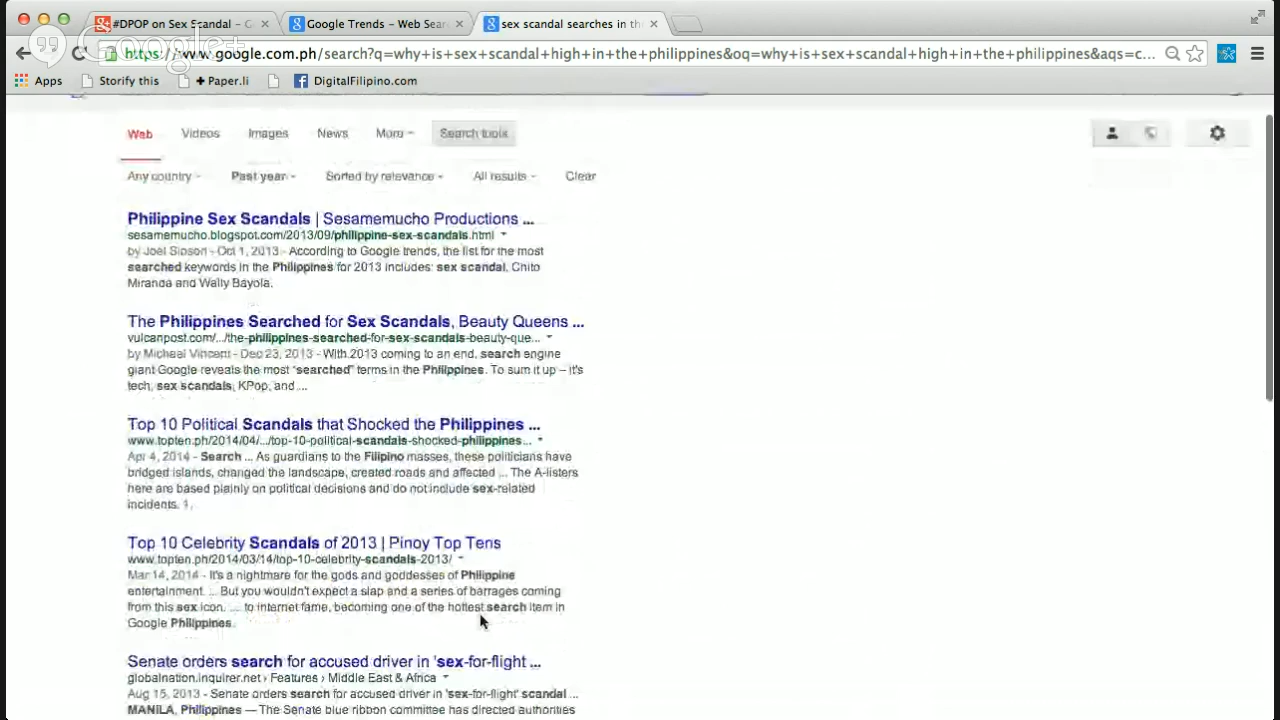 #DPOP on Sex Scandal - G
Google Trends - Web Sear
sex scandal searches in th
Google+
https://www.google.com.ph/search?q=why+is+sex+scandal+high+in+the+philippines&oq=why+is+sex+scandal+high+in+the+philippines&aqs=c...
Apps
Storify this
+ Paper.li
DigitalFilipino.com
Web
Videos
Images
News
More
Search tools
Any country
Past year
Sorted by relevance
All results
Clear
Philippine Sex Scandals | Sesamemucho Productions ...
sesamemucho.blogspot.com/2013/09/philippine-sex-scandals.html
by Joel Sioson - Oct 1, 2013 - According to Google trends, the list for the most
searched keywords in the Philippines for 2013 includes: sex scandal, Chito
Miranda and Wally Bayola.
The Philippines Searched for Sex Scandals, Beauty Queens ...
vulcanpost.com/.../the-philippines-searched-for-sex-scandals-beauty-que...
by Michael Vincent - Dec 23, 2013 - With 2013 coming to an end, search engine
giant Google reveals the most "searched" terms in the Philippines. To sum it up – it's
tech, sex scandals, KPop, and ...
Top 10 Political Scandals that Shocked the Philippines ...
www.topten.ph/2014/04/.../top-10-political-scandals-shocked-philippines...
Apr 4, 2014 - Search ... As guardians to the Filipino masses, these politicians have
bridged islands, changed the landscape, created roads and affected ... The A-listers
here are based plainly on political decisions and do not include sex-related
incidents. 1.
Top 10 Celebrity Scandals of 2013 | Pinoy Top Tens
www.topten.ph/2014/03/14/top-10-celebrity-scandals-2013/
Mar 14, 2014 - It's a nightmare for the gods and goddesses of Philippine
entertainment. ... But you wouldn't expect a slap and a series of barrages coming
from this sex icon. ... to internet fame, becoming one of the hottest search item in
Google Philippines.
Senate orders search for accused driver in 'sex-for-flight ...
globalnation.inquirer.net › Features › Middle East & Africa
Aug 15, 2013 - Senate orders search for accused driver in 'sex-for-flight' scandal ...
MANILA, Philippines — The Senate blue ribbon committee has directed authorities